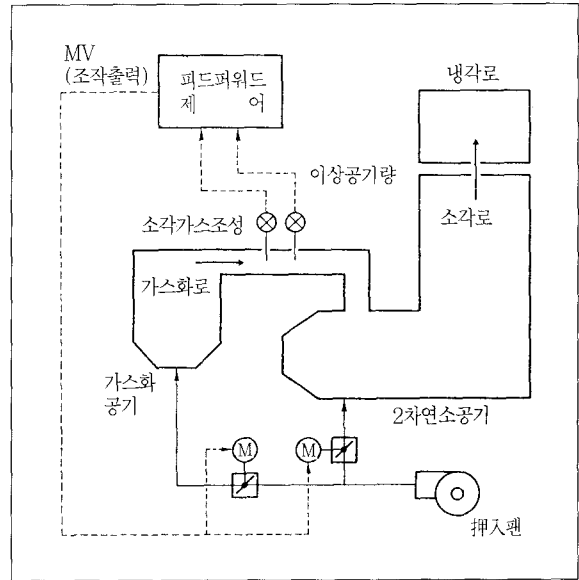 MV
(조작출력)
피드퍼워드
제 어
냉각로
이상공기량
소각가스조성
소각로
가스화로
가스화
공기
2차연소공기
M
M
押入팬